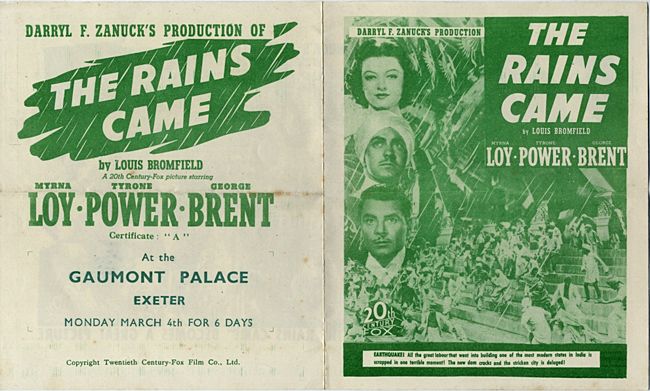 DARRYL F. ZANUCK'S PRODUCTION OF
THE RAINS
CAME
by LOUIS BROMFIELD
A 20th Century-Fox picture starring
MYRNA TYRONE GEORGE
LOY · POWER · BRENT
Certificate: "A"
At the
GAUMONT PALACE
EXETER
MONDAY MARCH 4th FOR 6 DAYS
Copyright Twentieth Century-Fox Film Co., Ltd.
DARRYL F. ZANUCK'S PRODUCTION
THE
RAINS
CAME
by LOUIS BROMFIELD
MYRNA TYRONE GEORGE
LOY · POWER · BRENT
20th
CENTURY
FOX
EARTHQUAKE! All the great labour that went into building one of the most modern states in India is
scrapped in one terrible moment! The new dam cracks and the stricken city is deluged!